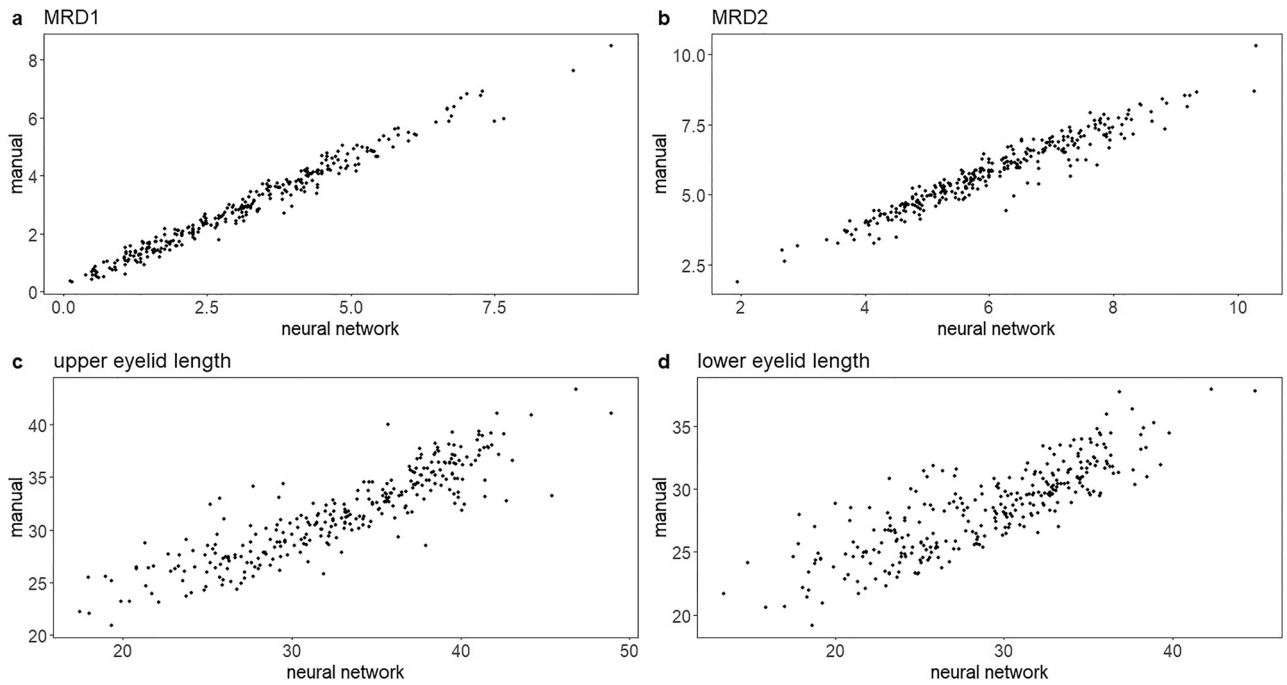 a MRD1
8
6
4
2
0
manual
0.0 2.5 5.0 7.5
neural network
b MRD2
10.0
7.5
5.0
2.5
manual
2 4 6 8 10
neural network
c upper eyelid length
40
35
30
25
20
manual
20 30 40 50
neural network
d lower eyelid length
35
30
25
20
manual
20 30 40
neural network